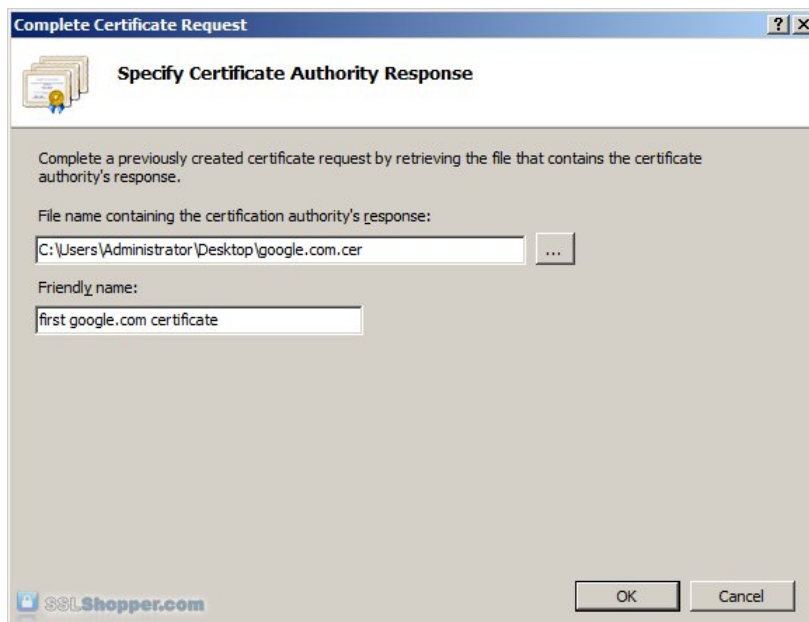 Complete Certificate Request
Specify Certificate Authority Response
Complete a previously created certificate request by retrieving the file that contains the certificate
authority's response.
File name containing the certification authority's response:
C:\Users\Administrator\Desktop\google.com.cer
...
Friendly name:
first google.com certificate
SSLShopper.com
OK
Cancel